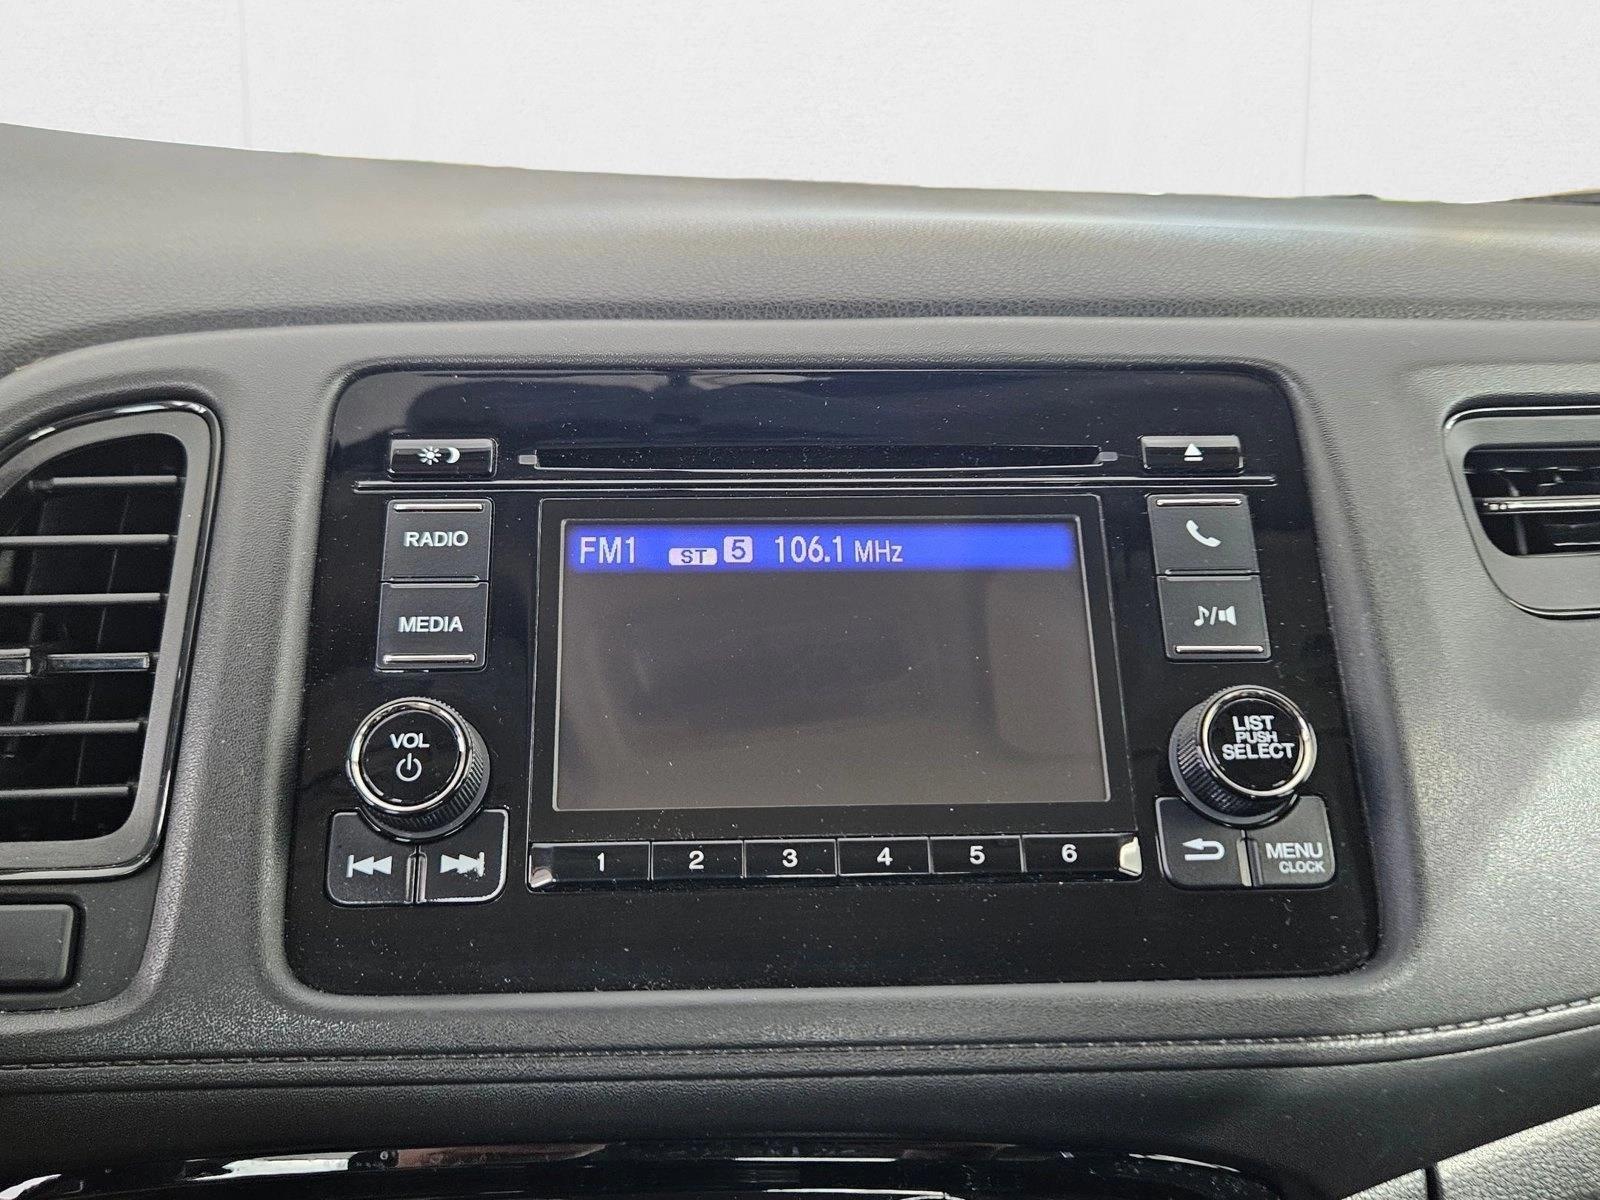 RADIO
FM1 ST 5 106.1 MHz
MEDIA
VOL
LIST
PUSH
SELECT
1 2 3 4 5 6
MENU
CLOCK